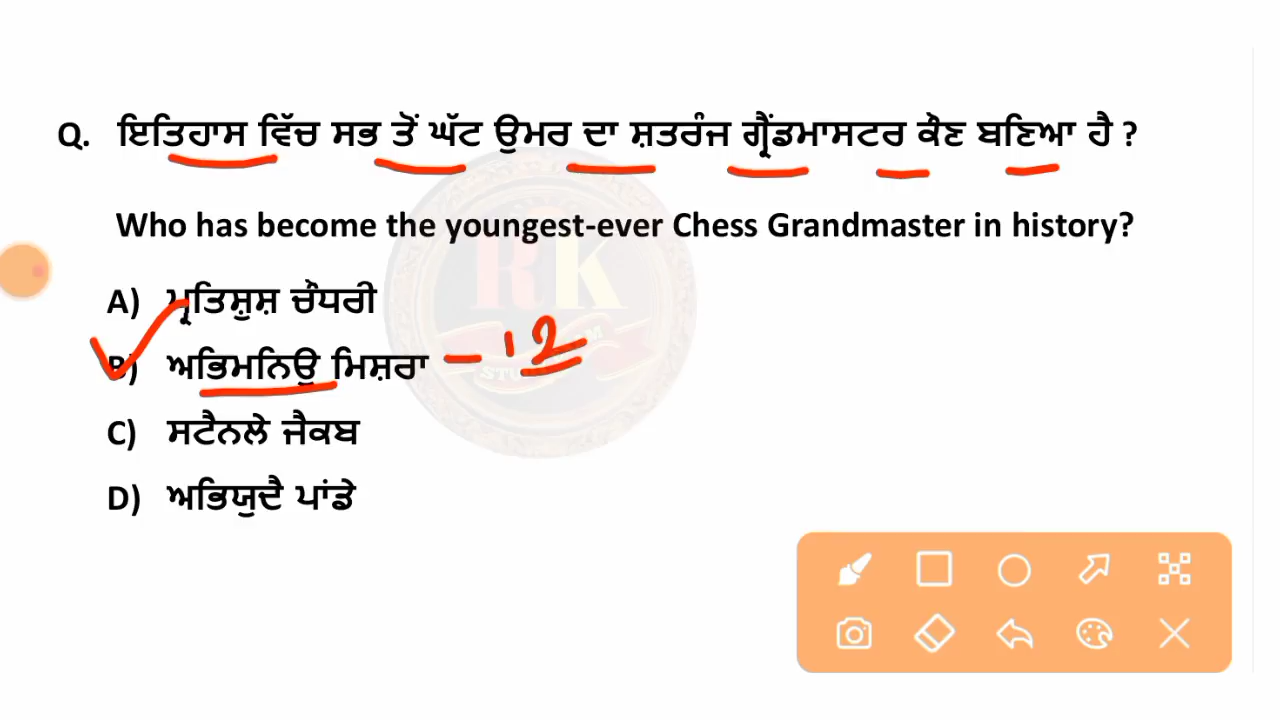 Q. ਇਤਿਹਾਸ ਵਿੱਚ ਸਭ ਤੋਂ ਘੱਟ ਉਮਰ ਦਾ ਸ਼ਤਰੰਜ ਗ੍ਰੈਂਡਮਾਸਟਰ ਕੌਣ ਬਣਿਆ ਹੈ ?
Who has become the youngest-ever Chess Grandmaster in history?
A) ਪ੍ਰਤਿਸ਼ੁਸ਼ ਚੌਧਰੀ
B) ਅਭਿਮਨਿਉ ਮਿਸ਼ਰਾ - 12
C) ਸਟੈਨਲੇ ਜੈਕਬ
D) ਅਭਿਯੁਦੈ ਪਾਂਡੇ
RK